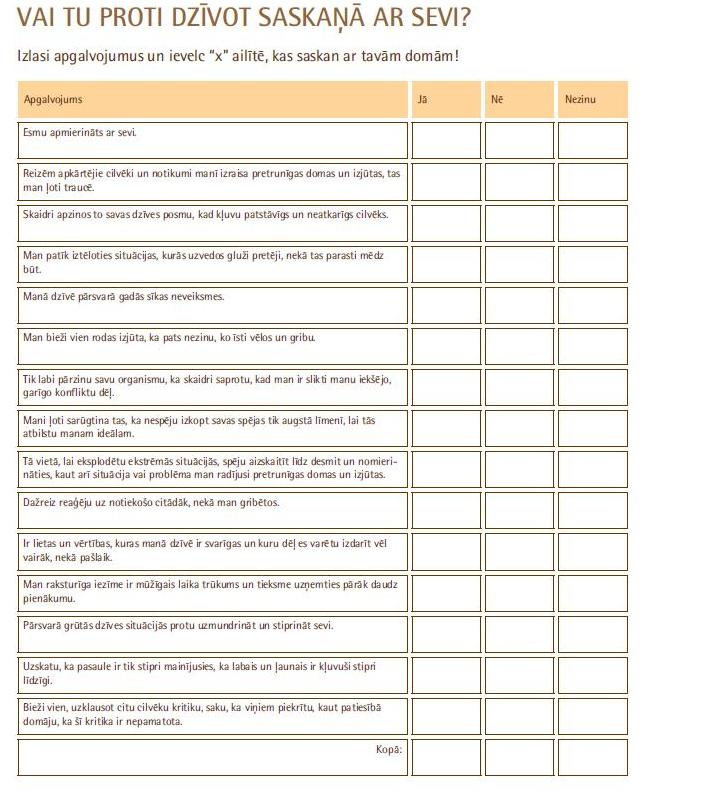 VAI TU PROTI DZĪVOT SASKAŅĀ AR SEVI?
Izlasi apgalvojumus un ievelc “x” ailītē, kas saskan ar tavām domām!
Apgalvojums Jā Nē Nezinu
Esmu apmierināts ar sevi.
Reizēm apkārtējie cilvēki un notikumi manī izraisa pretrunīgas domas un izjūtas, tas
man ļoti traucē.
Skaidri apzinos to savas dzīves posmu, kad kļuvu patstāvīgs un neatkarīgs cilvēks.
Man patīk iztēloties situācijas, kurās uzvedos gluži pretēji, nekā tas parasti mēdz
būt.
Manā dzīvē pārsvarā gadās sīkas neveiksmes.
Man bieži vien rodas izjūta, ka pats nezinu, ko īsti vēlos un gribu.
Tik labi pārzinu savu organismu, ka skaidri saprotu, kad man ir slikti manu iekšējo,
garīgo konfliktu dēļ.
Mani ļoti sarūgtina tas, ka nespēju izkopt savas spējas tik augstā līmenī, lai tās
atbilstu manam ideālam.
Tā vietā, lai eksplodētu ekstrēmās situācijās, spēju aizskaitīt līdz desmit un nomieri-
nāties, kaut arī situācija vai problēma man radījusi pretrunīgas domas un izjūtas.
Dažreiz reaģēju uz notiekošo citādāk, nekā man gribētos.
Ir lietas un vērtības, kuras manā dzīvē ir svarīgas un kuru dēļ es varētu izdarīt vēl
vairāk, nekā pašlaik.
Man raksturīga iezīme ir mūžīgais laika trūkums un tieksme uzņemties pārāk daudz
pienākumu.
Pārsvarā grūtās dzīves situācijās protu uzmundrināt un stiprināt sevi.
Uzskatu, ka pasaule ir tik stipri mainījusies, ka labais un ļaunais ir kļuvuši stipri
līdzīgi.
Bieži vien, uzklausot citu cilvēku kritiku, saku, ka viņiem piekrītu, kaut patiesībā
domāju, ka šī kritika ir nepamatota.
Kopā: